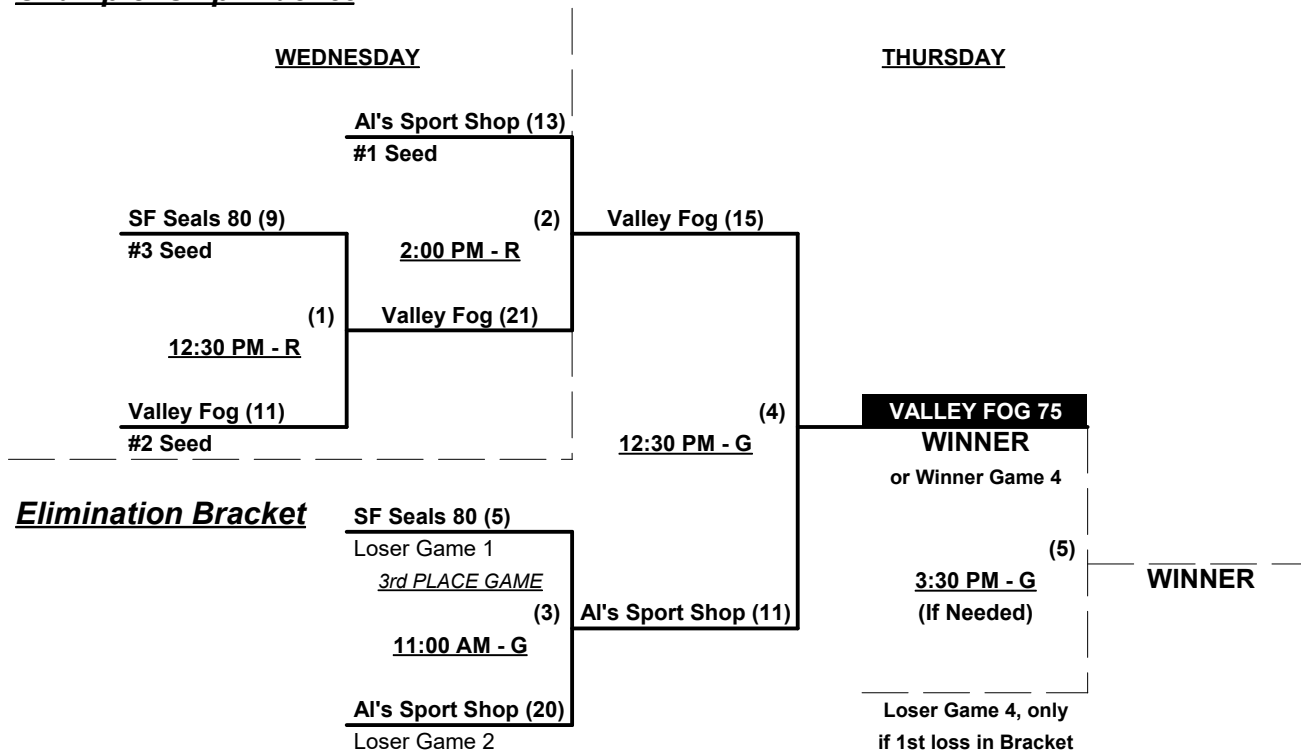 WEDNESDAY
THURSDAY
Al's Sport Shop (13)
#1 Seed
SF Seals 80 (9)
(2)
Valley Fog (15)
#3 Seed
2:00 PM - R
(1)
Valley Fog (21)
12:30 PM - R
Valley Fog (11)
(4)
VALLEY FOG 75
#2 Seed
12:30 PM - G
WINNER
or Winner Game 4
Elimination Bracket
SF Seals 80 (5)
Loser Game 1
(5)
3rd PLACE GAME
3:30 PM - G
WINNER
(3)
Al's Sport Shop (11)
(If Needed)
11:00 AM - G
Al's Sport Shop (20)
Loser Game 4, only
Loser Game 2
if 1st loss in Bracket